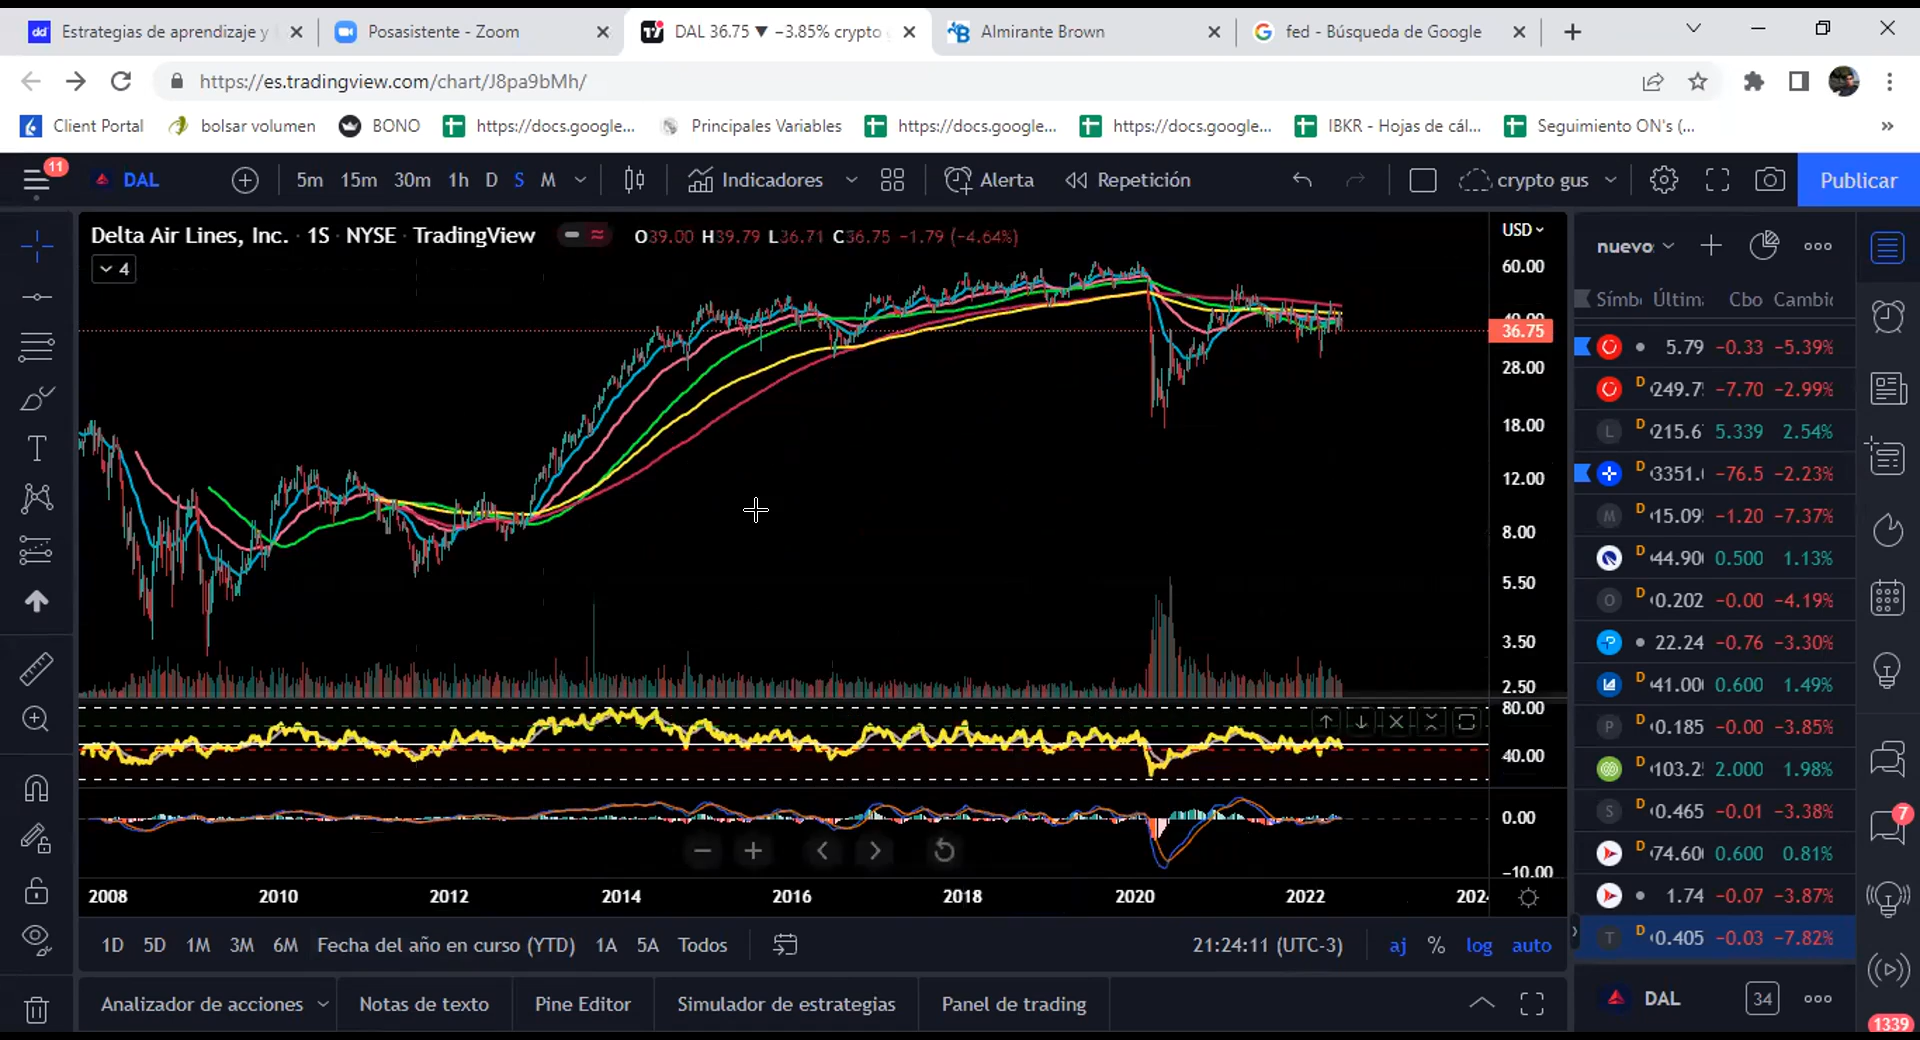 Estrategias de aprendizaje y
Posasistente - Zoom
DAL 36.75 ▼ −3.85% crypto
Almirante Brown
fed - Búsqueda de Google
https://es.tradingview.com/chart/J8pa9bMh/
Client Portal
bolsar volumen
BONO
https://docs.google...
Principales Variables
https://docs.google...
https://docs.google...
IBKR - Hojas de cál...
Seguimiento ON's (...
11
DAL
5m 15m 30m 1h D S M
Indicadores
Alerta
Repetición
crypto gus
Publicar
Delta Air Lines, Inc. · 1S · NYSE · TradingView
O39.00 H39.79 L36.71 C36.75 −1.79 (−4.64%)
4
USD
60.00
40.00
36.75
28.00
18.00
12.00
8.00
5.50
3.50
2.50
80.00
40.00
0.00
−10.00
2008 2010 2012 2014 2016 2018 2020 2022 202
1D 5D 1M 3M 6M Fecha del año en curso (YTD) 1A 5A Todos
21:24:11 (UTC-3)
aj % log auto
Analizador de acciones
Notas de texto
Pine Editor
Simulador de estrategias
Panel de trading
nuevo
Símb Última Cbo Cambio
5.79 −0.33 −5.39%
D 249.7 −7.70 −2.99%
L D 215.6 5.339 2.54%
D 3351.0 −76.5 −2.23%
M D 15.09 −1.20 −7.37%
D 44.900 0.500 1.13%
O D 0.202 −0.00 −4.19%
22.24 −0.76 −3.30%
D 41.000 0.600 1.49%
P D 0.185 −0.00 −3.85%
D 103.2 2.000 1.98%
S D 0.465 −0.01 −3.38%
D 74.600 0.600 0.81%
1.74 −0.07 −3.87%
T D 0.405 −0.03 −7.82%
DAL
34
7
1339